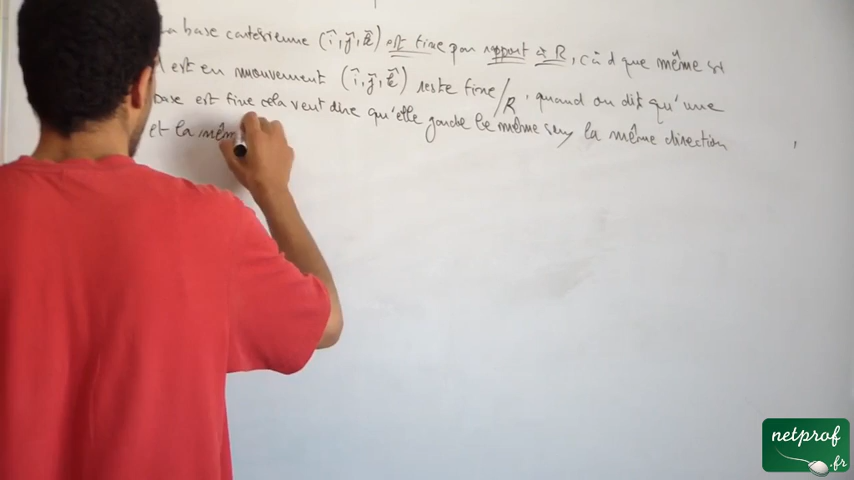 la base cartésienne (i⃗, j⃗, k⃗) est fixe par rapport à R, c à d que même si
M est en mouvement (i⃗, j⃗, k⃗) reste fixe/R, quand on dit qu'une
base est fixe cela veut dire qu'elle garde le même sens la même direction
et la mêm
netprof
.fr